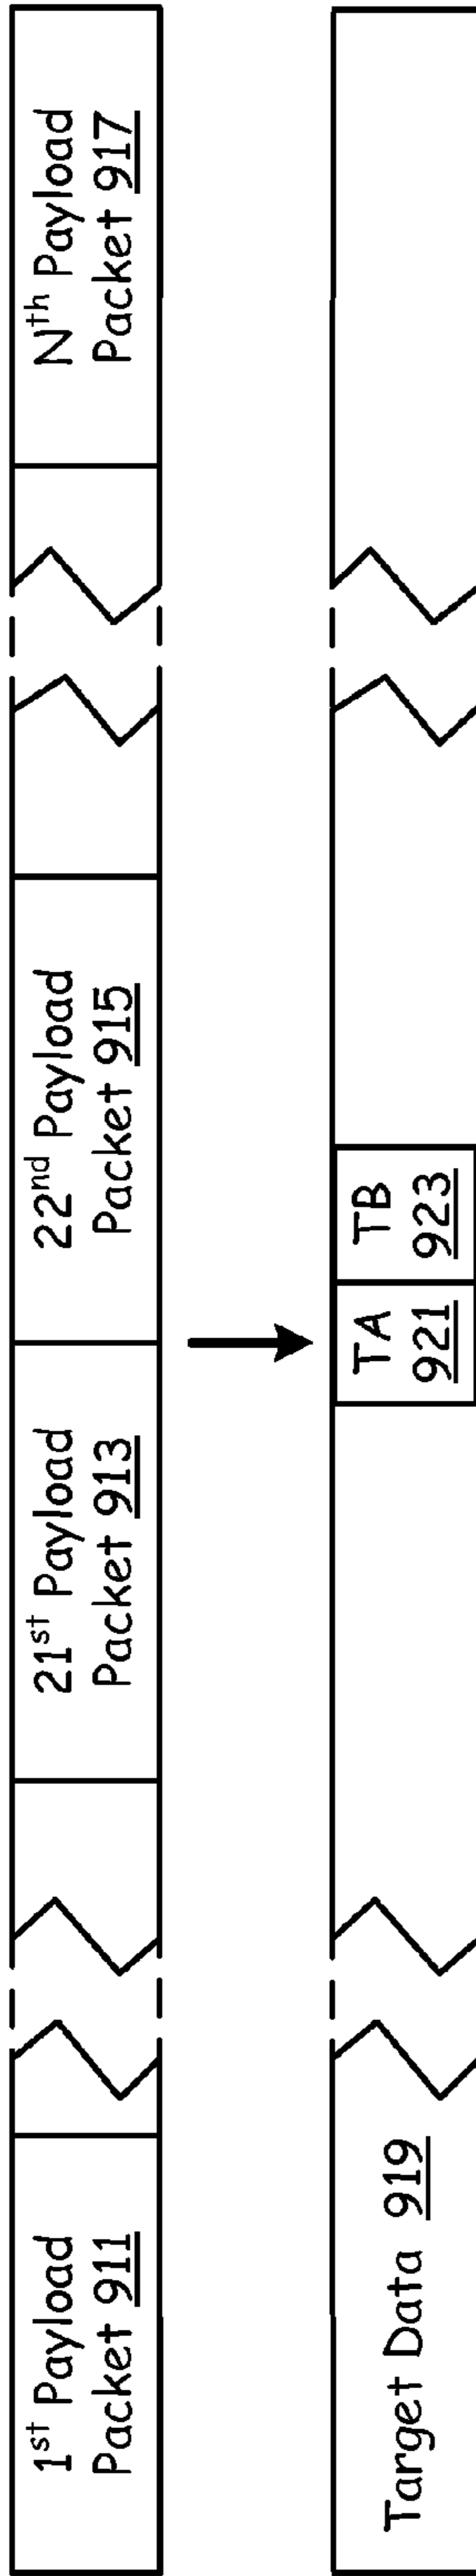 1st Payload
Packet 911
21st Payload
Packet 913
22nd Payload
Packet 915
Nth Payload
Packet 917
Target Data 919
TA
921
TB
923